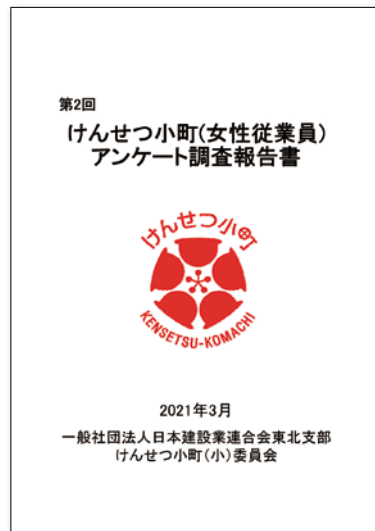 第2回
けんせつ小町(女性従業員)
アンケート調査報告書
けんせつ小町
KENSETSU-KOMACHI
2021年3月
一般社団法人日本建設業連合会東北支部
けんせつ小町(小)委員会